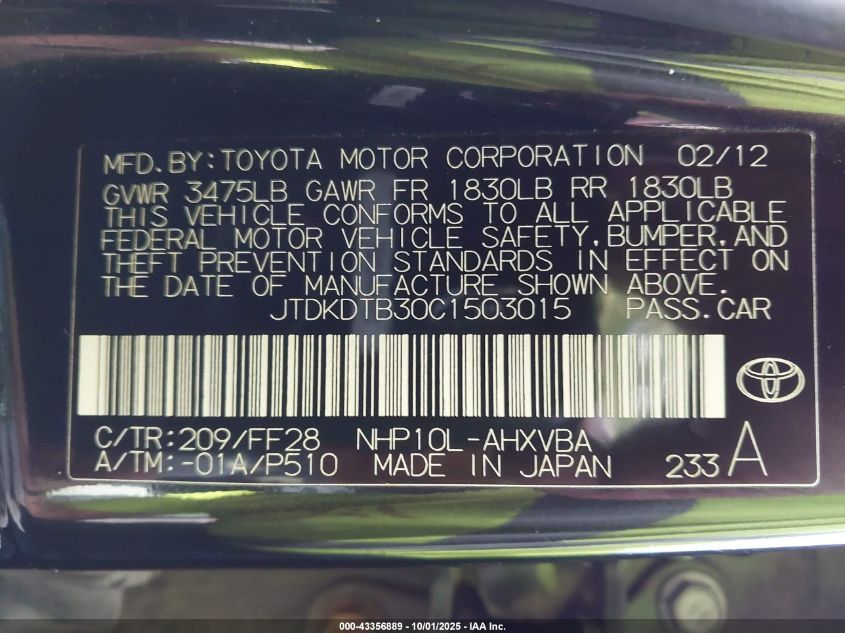 MFD.BY:TOYOTA MOTOR CORPORATION 02/12
GVWR 3475LB GAWR FR 1830LB RR 1830LB
THIS VEHICLE CONFORMS TO ALL APPLICABLE
FEDERAL MOTOR VEHICLE SAFETY,BUMPER,AND
THEFT PREVENTION STANDARDS IN EFFECT ON
THE DATE OF MANUFACTURE SHOWN ABOVE.
JTDKDTB30C1503015 PASS.CAR
C/TR:209/FF28 NHP10L-AHXVBA
A/TM:-01A/P510 MADE IN JAPAN 233 A
000-43356889 - 10/01/2025 - IAA Inc.